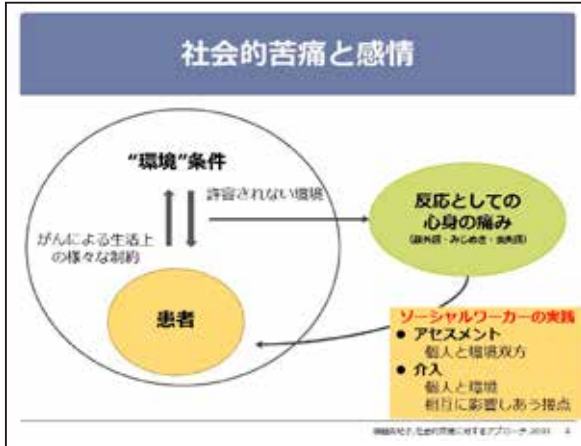 社会的苦痛と感情
“環境”条件
許容されない環境
がんによる生活上
の様々な制約
患者
反応としての
心身の痛み
ソーシャルワーカーの実践
● アセスメント
個人と環境双方
● 介入
個人と環境
相互に影響しあう接点